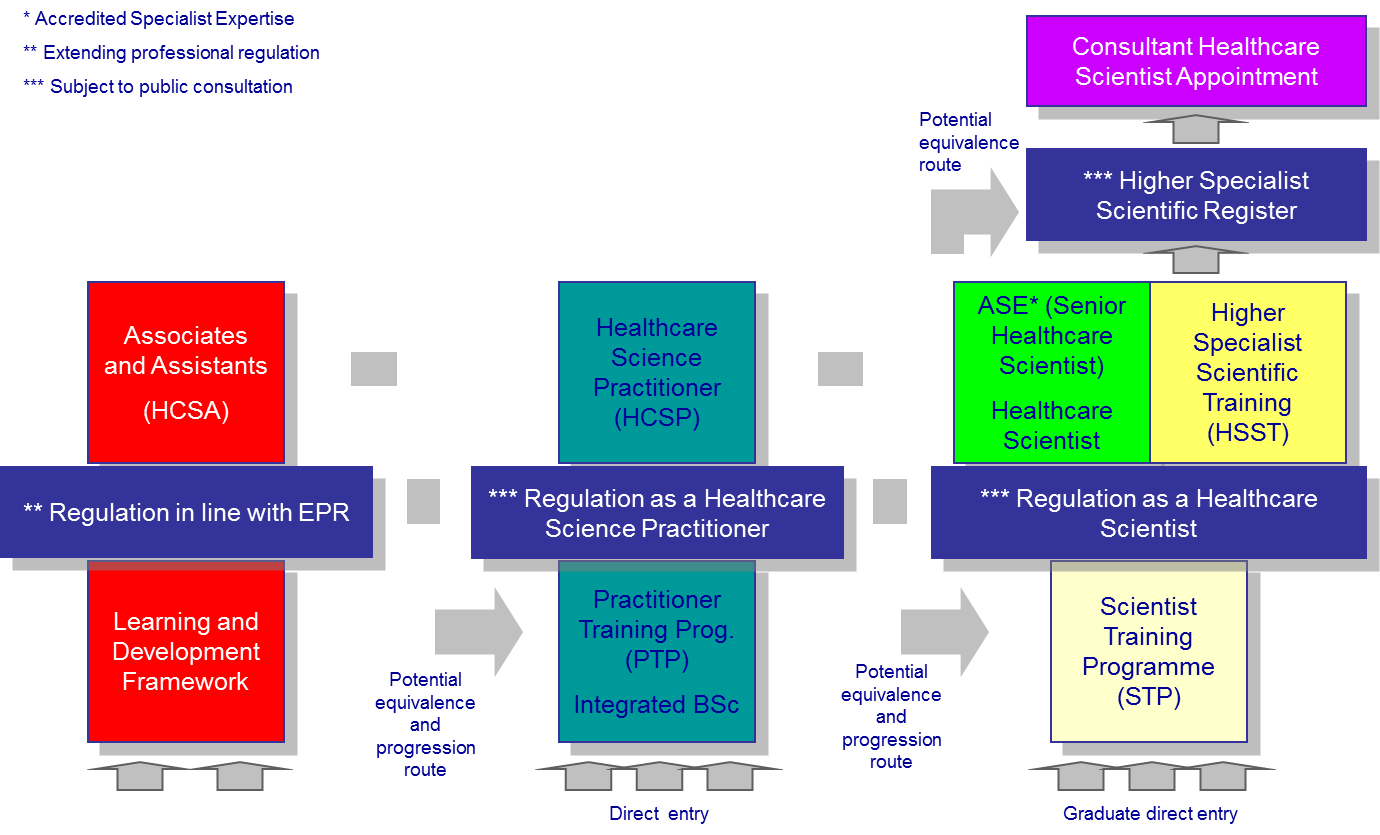 * Accredited Specialist Expertise
** Extending professional regulation
*** Subject to public consultation
Consultant Healthcare
Scientist Appointment
Potential
equivalence
route
*** Higher Specialist
Scientific Register
Associates
and Assistants
(HCSA)
Healthcare
Science
Practitioner
(HCSP)
ASE* (Senior
Healthcare
Scientist)
Healthcare
Scientist
Higher
Specialist
Scientific
Training
(HSST)
** Regulation in line with EPR
*** Regulation as a Healthcare
Science Practitioner
*** Regulation as a Healthcare
Scientist
Learning and
Development
Framework
Potential
equivalence
and
progression
route
Practitioner
Training Prog.
(PTP)
Integrated BSc
Potential
equivalence
and
progression
route
Scientist
Training
Programme
(STP)
Direct entry
Graduate direct entry